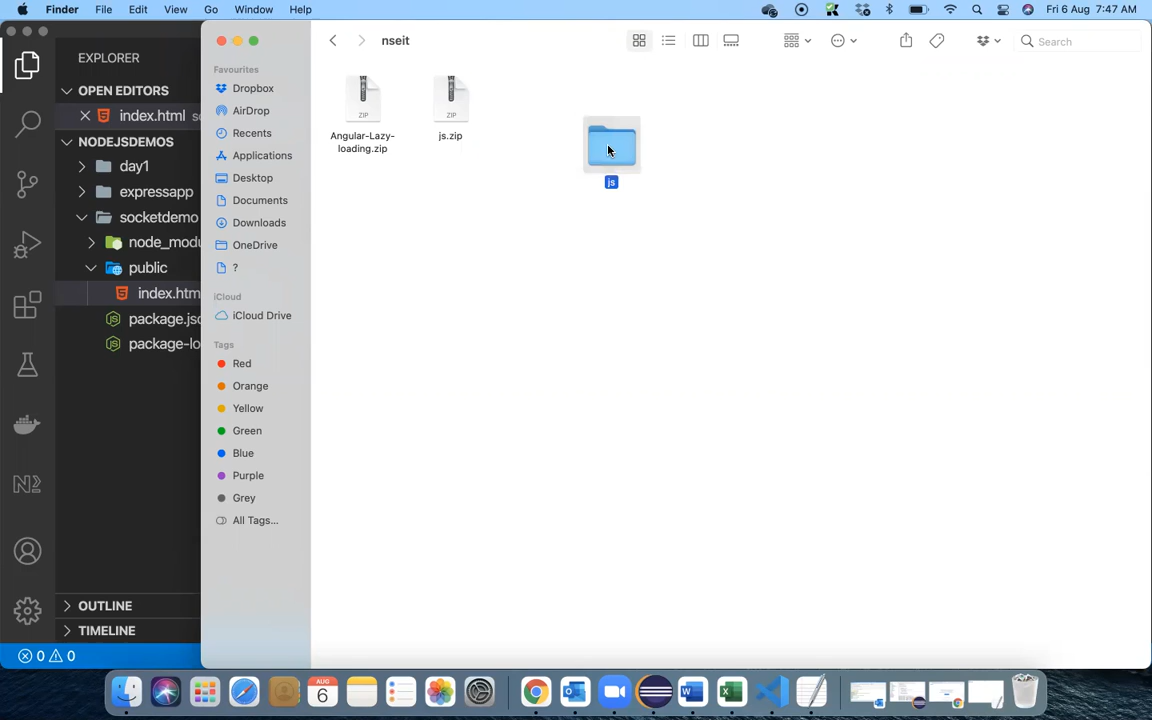 Finder File Edit View Go Window Help Fri 6 Aug 7:47 AM
EXPLORER
OPEN EDITORS
index.html
NODEJSDEMOS
day1
expressapp
socketdemo
node_modu
public
index.htm
package.jso
package-lo
OUTLINE
TIMELINE
0 0
Favourites
Dropbox
AirDrop
Recents
Applications
Desktop
Documents
Downloads
OneDrive
?
iCloud
iCloud Drive
Tags
Red
Orange
Yellow
Green
Blue
Purple
Grey
All Tags...
nseit
Search
ZIP ZIP
Angular-Lazy-
loading.zip
js.zip
js
AUG
6